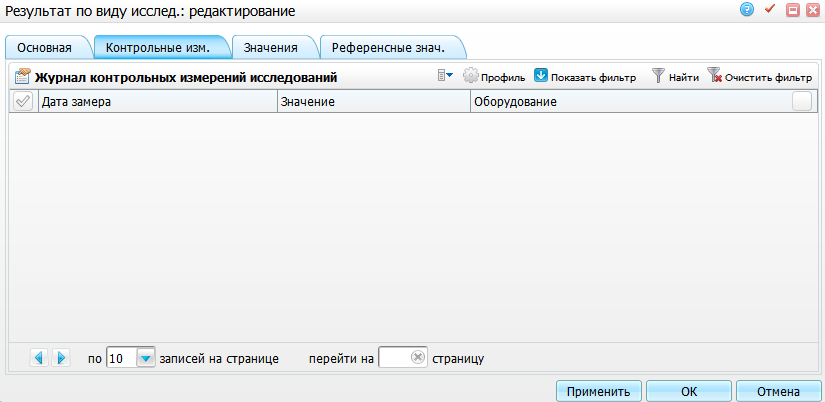 Результат по виду исслед.: редактирование
Основная Контрольные изм. Значения Референсные знач.
Журнал контрольных измерений исследований Профиль Показать фильтр Найти Очистить фильтр
Дата замера Значение Оборудование
по 10 записей на странице перейти на страницу
Применить ОК Отмена